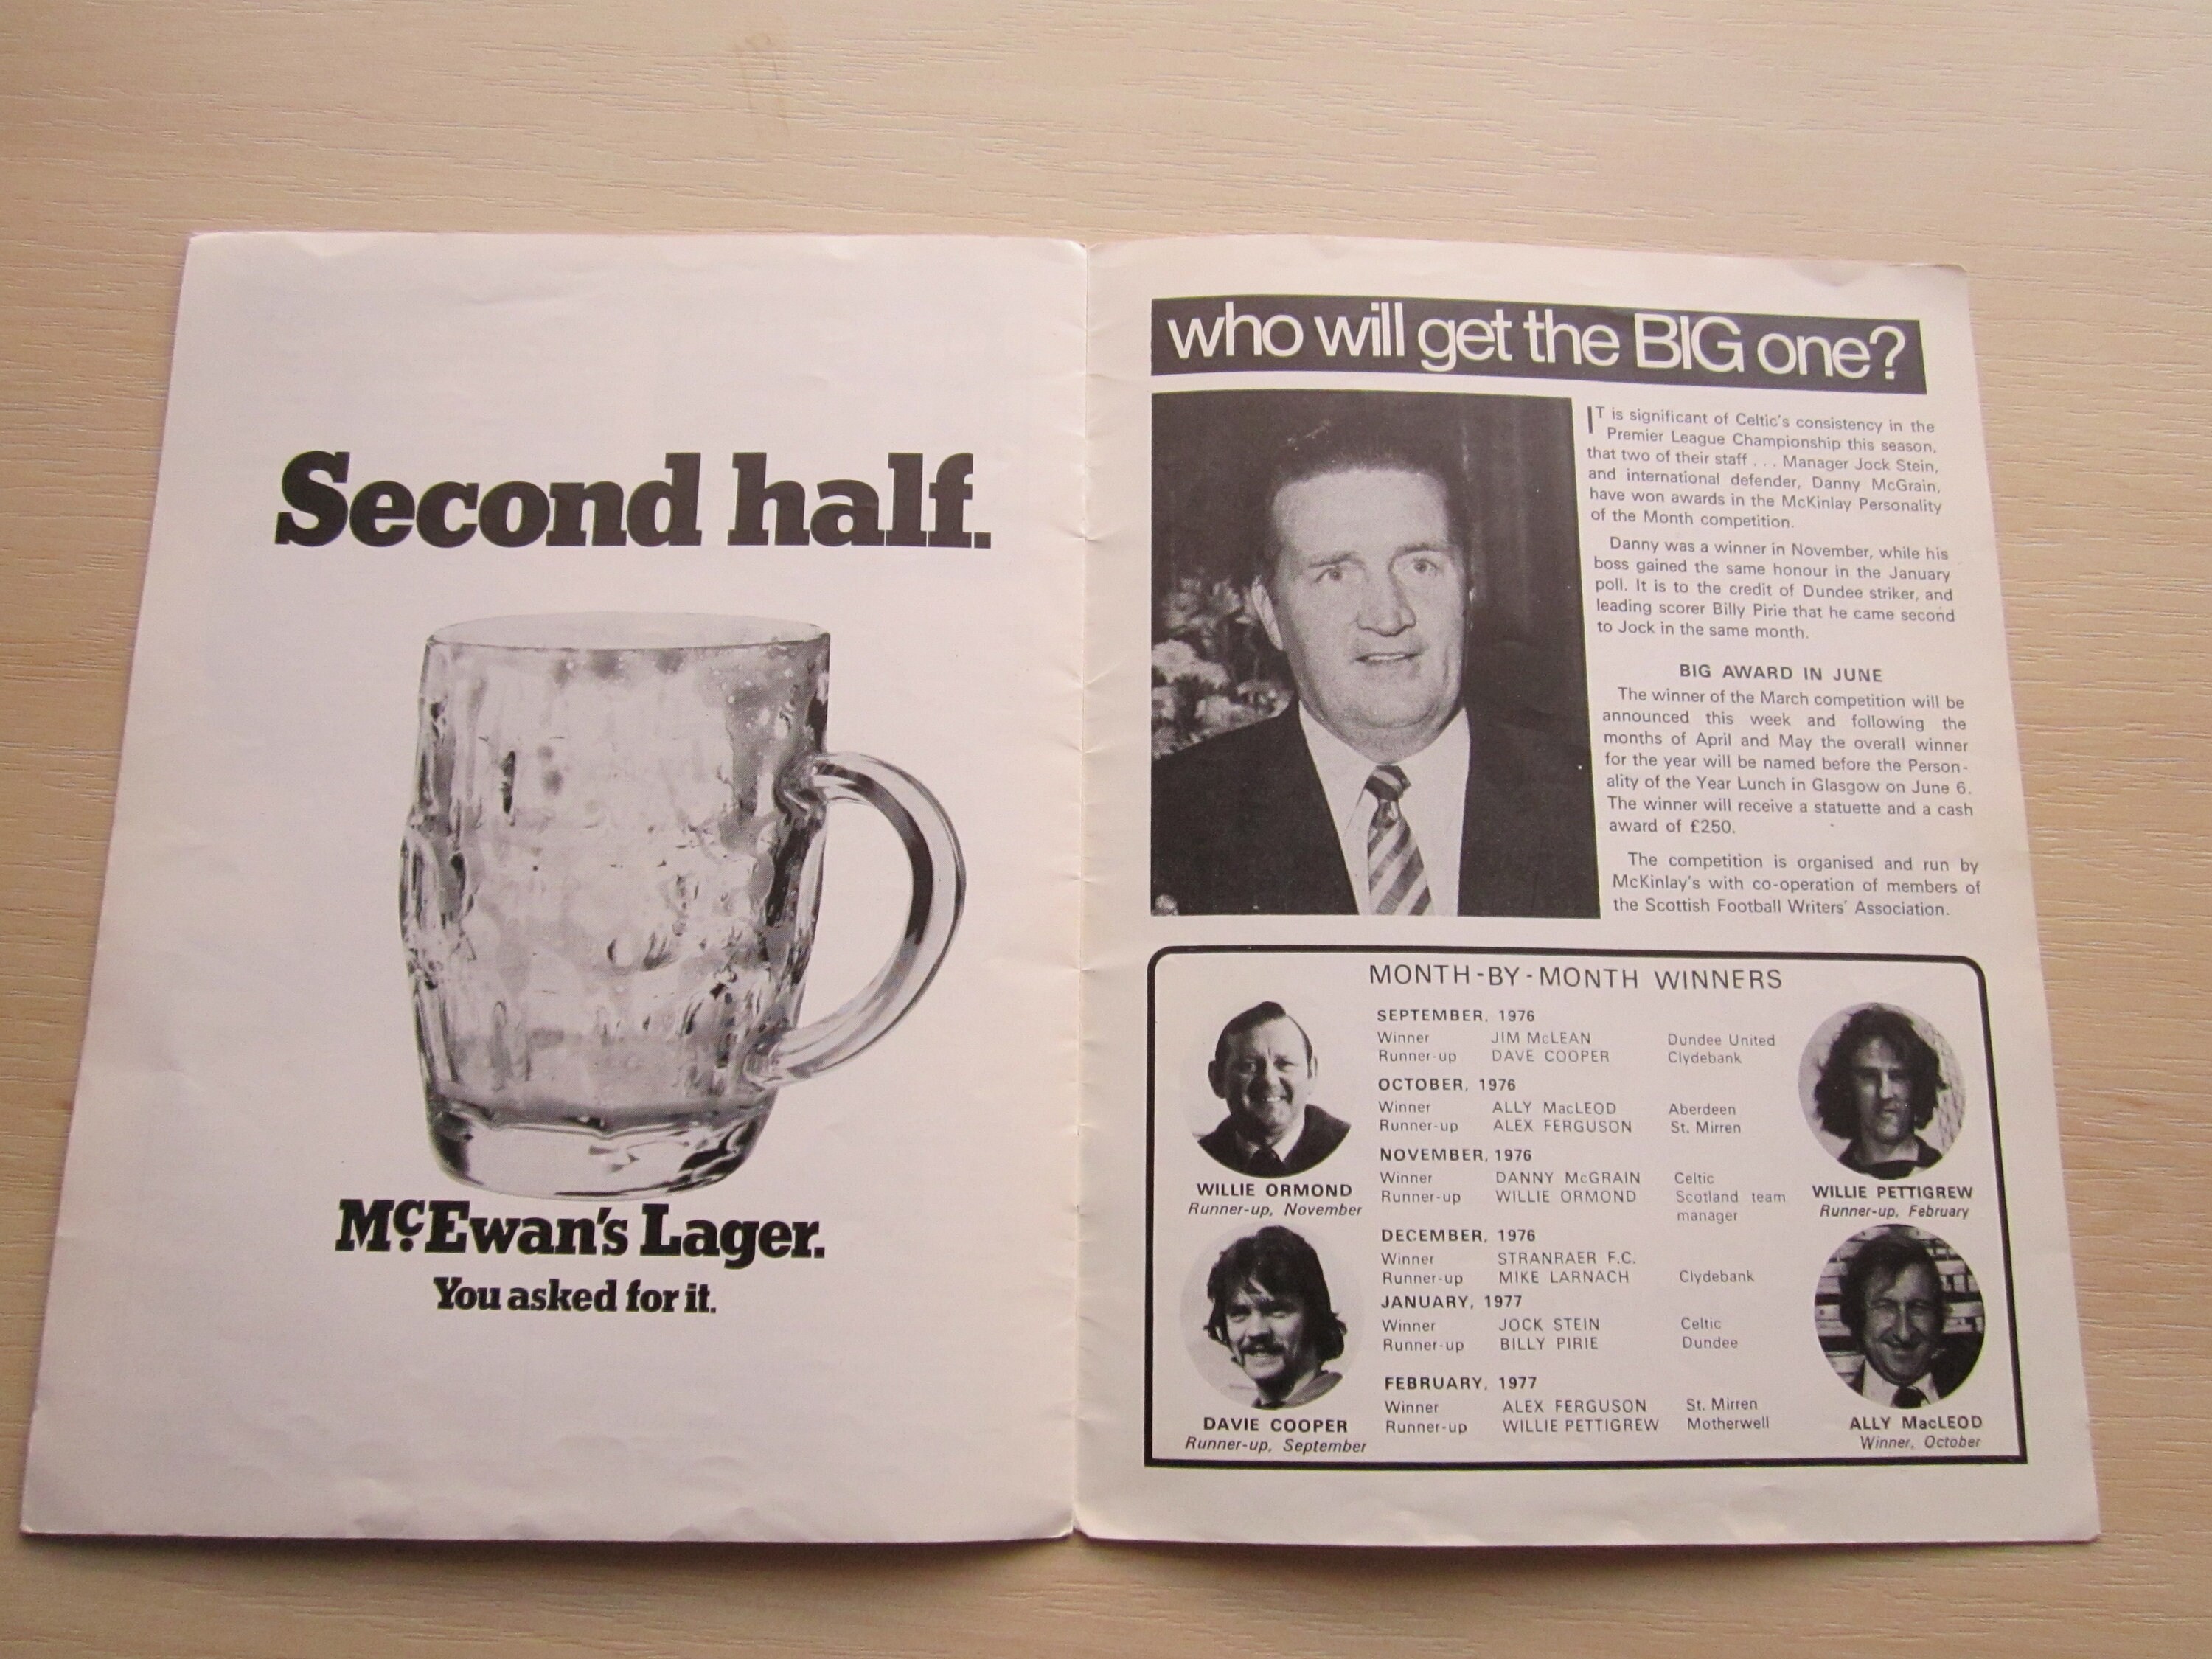 Second half.
McEwan's Lager.
You asked for it.
who will get the BIG one?
IT is significant of Celtic's consistency in the
Premier League Championship this season,
that two of their staff . . . Manager Jock Stein,
and international defender, Danny McGrain,
have won awards in the McKinlay Personality
of the Month competition.
Danny was a winner in November, while his
boss gained the same honour in the January
poll. It is to the credit of Dundee striker, and
leading scorer Billy Pirie that he came second
to Jock in the same month.
BIG AWARD IN JUNE
The winner of the March competition will be
announced this week and following the
months of April and May the overall winner
for the year will be named before the Person-
ality of the Year Lunch in Glasgow on June 6.
The winner will receive a statuette and a cash
award of £250.
The competition is organised and run by
McKinlay's with co-operation of members of
the Scottish Football Writers' Association.
MONTH-BY-MONTH WINNERS
SEPTEMBER, 1976
Winner JIM McLEAN Dundee United
Runner-up DAVE COOPER Clydebank
OCTOBER, 1976
Winner ALLY MacLEOD Aberdeen
Runner-up ALEX FERGUSON St. Mirren
NOVEMBER, 1976
Winner DANNY McGRAIN Celtic
Runner-up WILLIE ORMOND Scotland team
manager
DECEMBER, 1976
Winner STRANRAER F.C.
Runner-up MIKE LARNACH Clydebank
JANUARY, 1977
Winner JOCK STEIN Celtic
Runner-up BILLY PIRIE Dundee
FEBRUARY, 1977
Winner ALEX FERGUSON St. Mirren
Runner-up WILLIE PETTIGREW Motherwell
WILLIE ORMOND
Runner-up, November
DAVIE COOPER
Runner-up, September
WILLIE PETTIGREW
Runner-up, February
ALLY MacLEOD
Winner, October